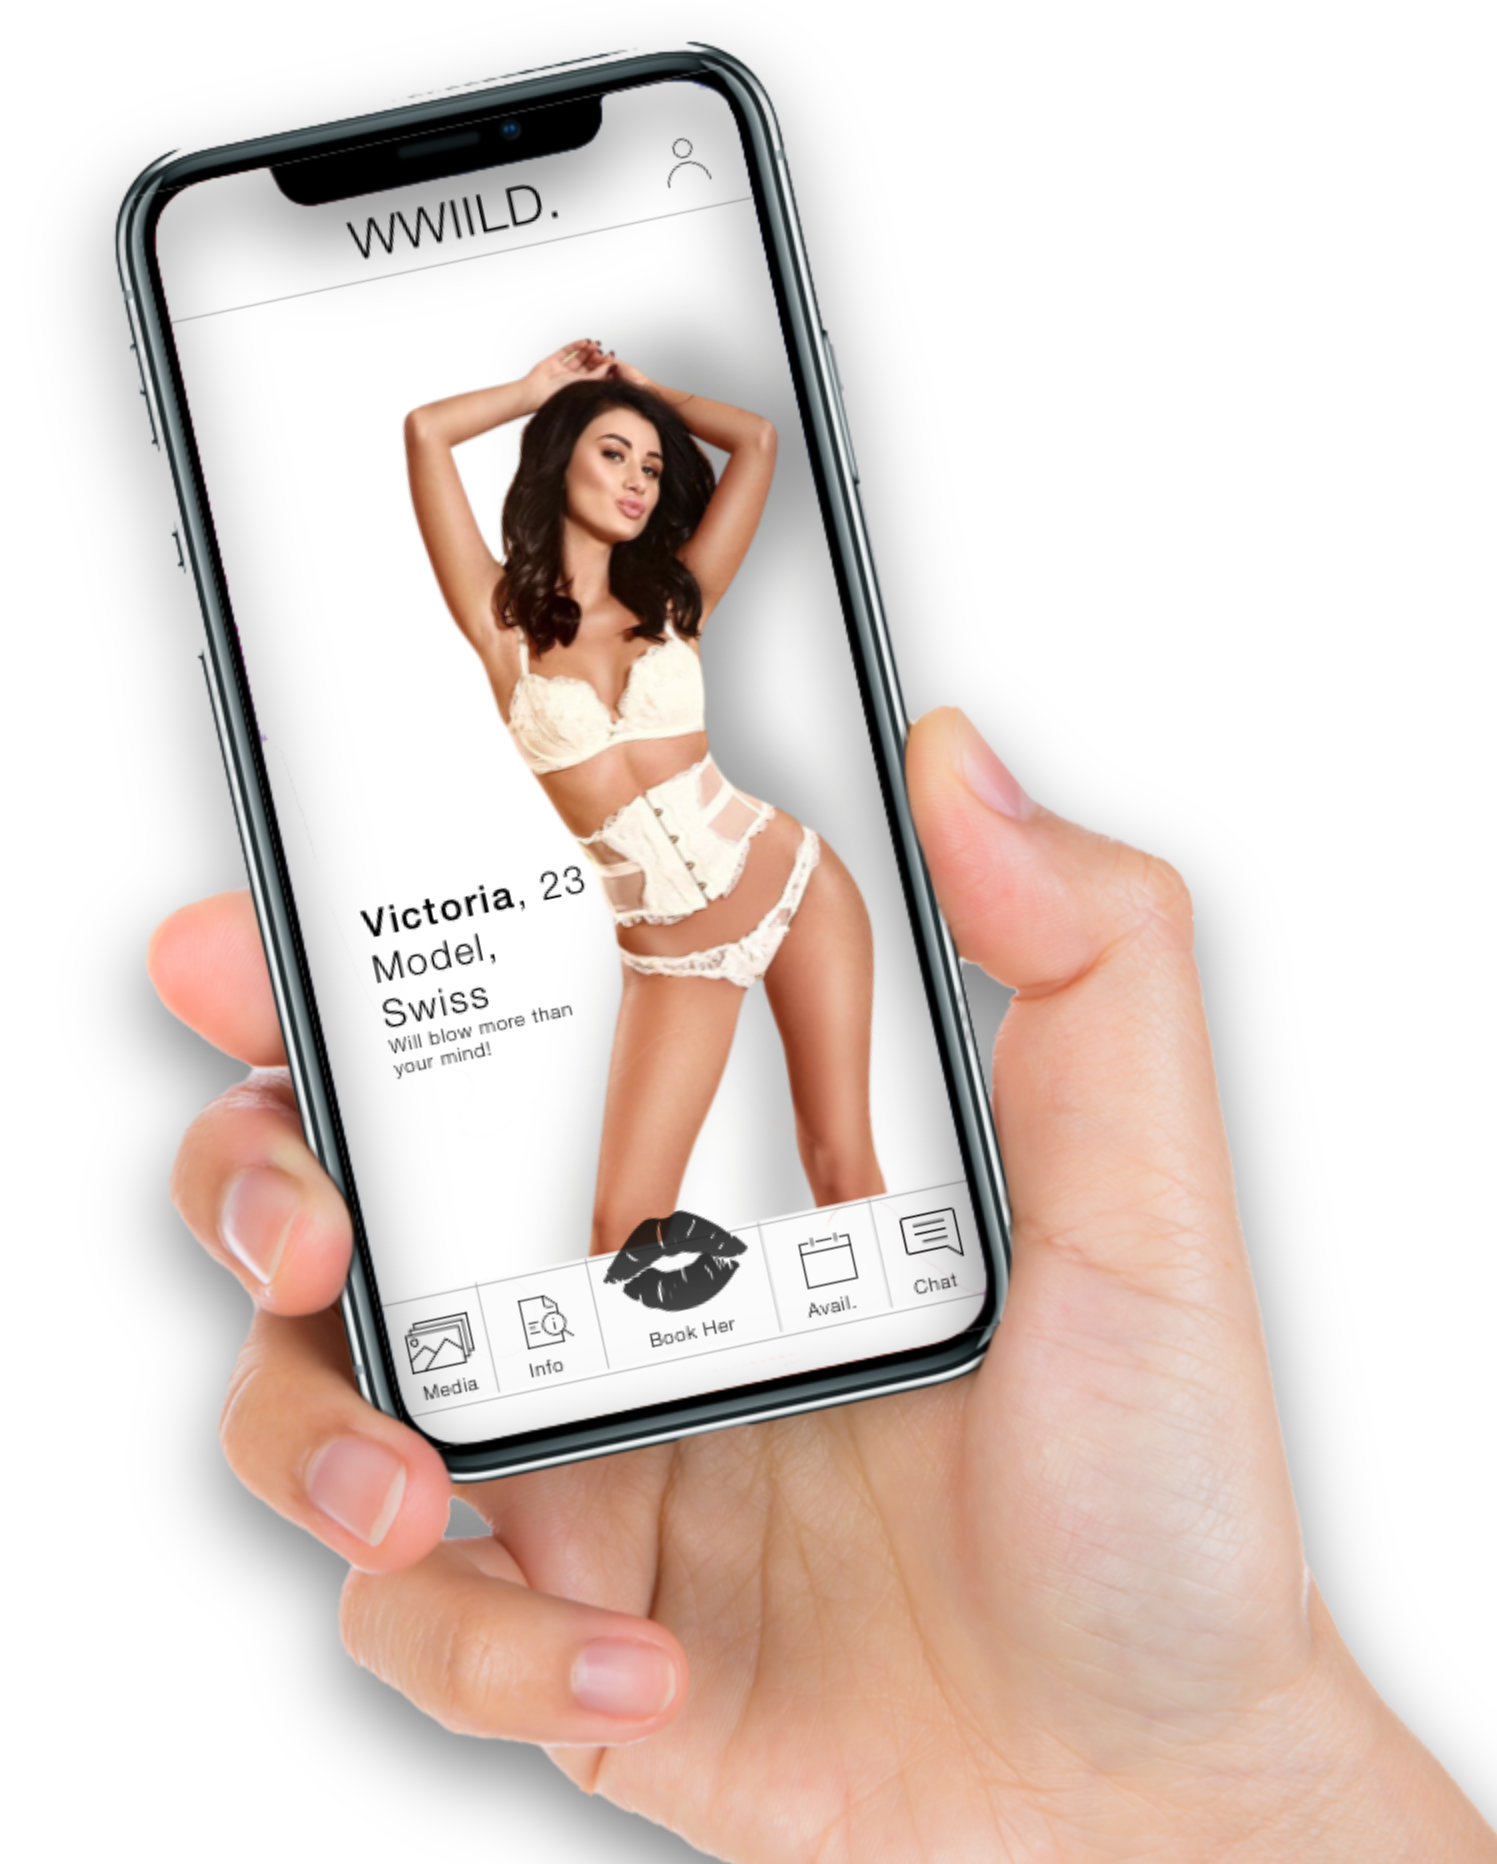 WWIILD.
Victoria, 23
Model,
Swiss
Will blow more than
your mind!
Media
Info
Book Her
Avail.
Chat